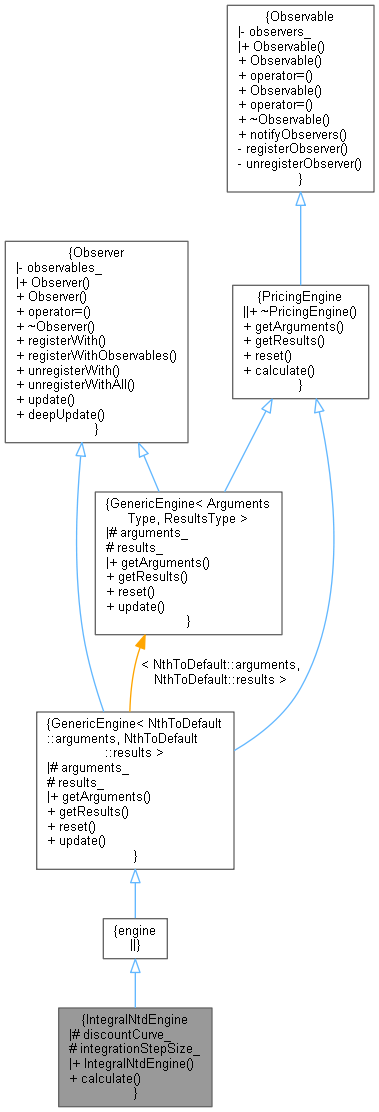 {Observable
|- observers_
|+ Observable()
+ Observable()
+ operator=()
+ Observable()
+ operator=()
+ ~Observable()
+ notifyObservers()
- registerObserver()
- unregisterObserver()
}
{Observer
|- observables_
|+ Observer()
+ Observer()
+ operator=()
+ ~Observer()
+ registerWith()
+ registerWithObservables()
+ unregisterWith()
+ unregisterWithAll()
+ update()
+ deepUpdate()
}
{PricingEngine
||+ ~PricingEngine()
+ getArguments()
+ getResults()
+ reset()
+ calculate()
}
{GenericEngine< Arguments
Type, ResultsType >
|# arguments_
# results_
|+ getArguments()
+ getResults()
+ reset()
+ update()
}
< NthToDefault::arguments,
NthToDefault::results >
{GenericEngine< NthToDefault
::arguments, NthToDefault
::results >
|# arguments_
# results_
|+ getArguments()
+ getResults()
+ reset()
+ update()
}
{engine
||}
{IntegralNtdEngine
|# discountCurve_
# integrationStepSize_
|+ IntegralNtdEngine()
+ calculate()
}